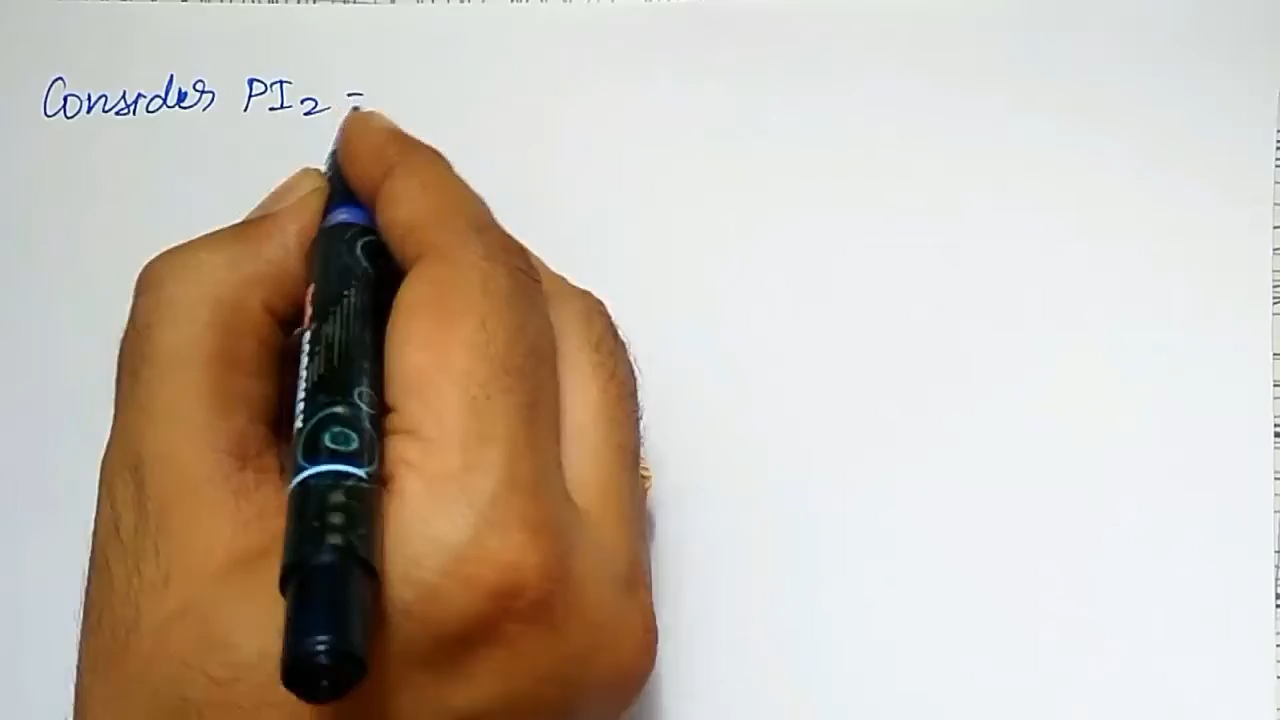 Consider PI₂ =